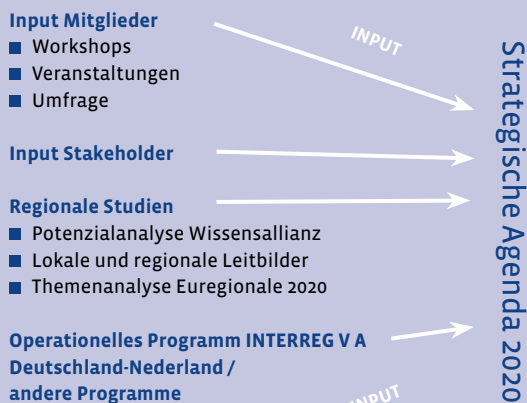 Input Mitglieder
Workshops
Veranstaltungen
Umfrage
INPUT
Input Stakeholder
Regionale Studien
Potenzialanalyse Wissensallianz
Lokale und regionale Leitbilder
Themenanalyse Euregionale 2020
Operationelles Programm INTERREG V A
Deutschland-Nederland /
andere Programme
INPUT
Strategische Agenda 2020